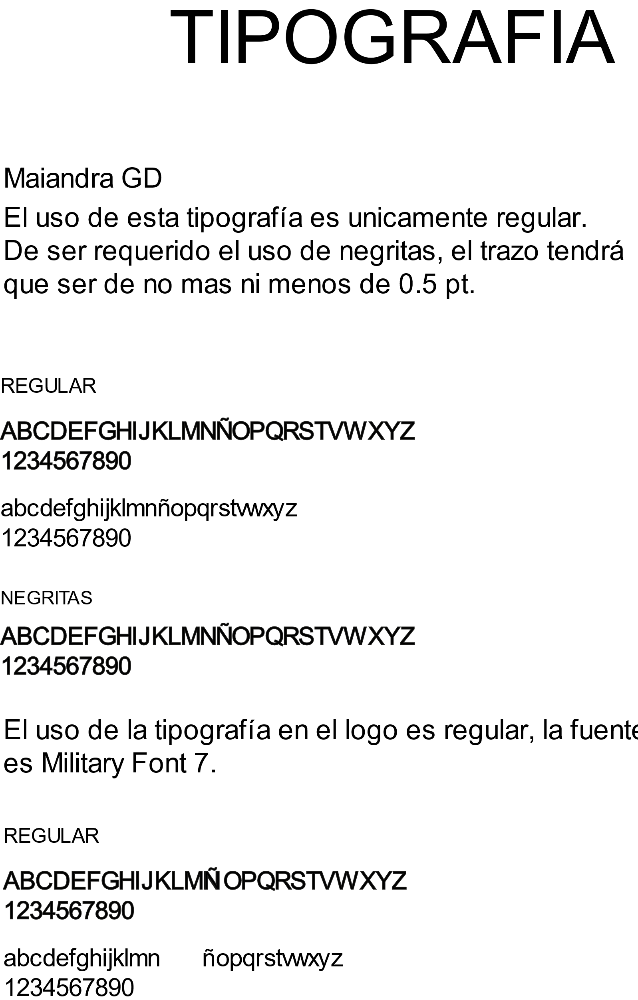 TIPOGRAFIA
Maiandra GD
El uso de esta tipografía es unicamente regular.
De ser requerido el uso de negritas, el trazo tendrá
que ser de no mas ni menos de 0.5 pt.
REGULAR
ABCDEFGHIJKLMNÑOPQRSTVWXYZ
1234567890
abcdefghijklmnñopqrstvwxyz
1234567890
NEGRITAS
ABCDEFGHIJKLMNÑOPQRSTVWXYZ
1234567890
El uso de la tipografía en el logo es regular, la fuente
es Military Font 7.
REGULAR
ABCDEFGHIJKLMÑ OPQRSTVWXYZ
1234567890
abcdefghijklmn ñopqrstvwxyz
1234567890